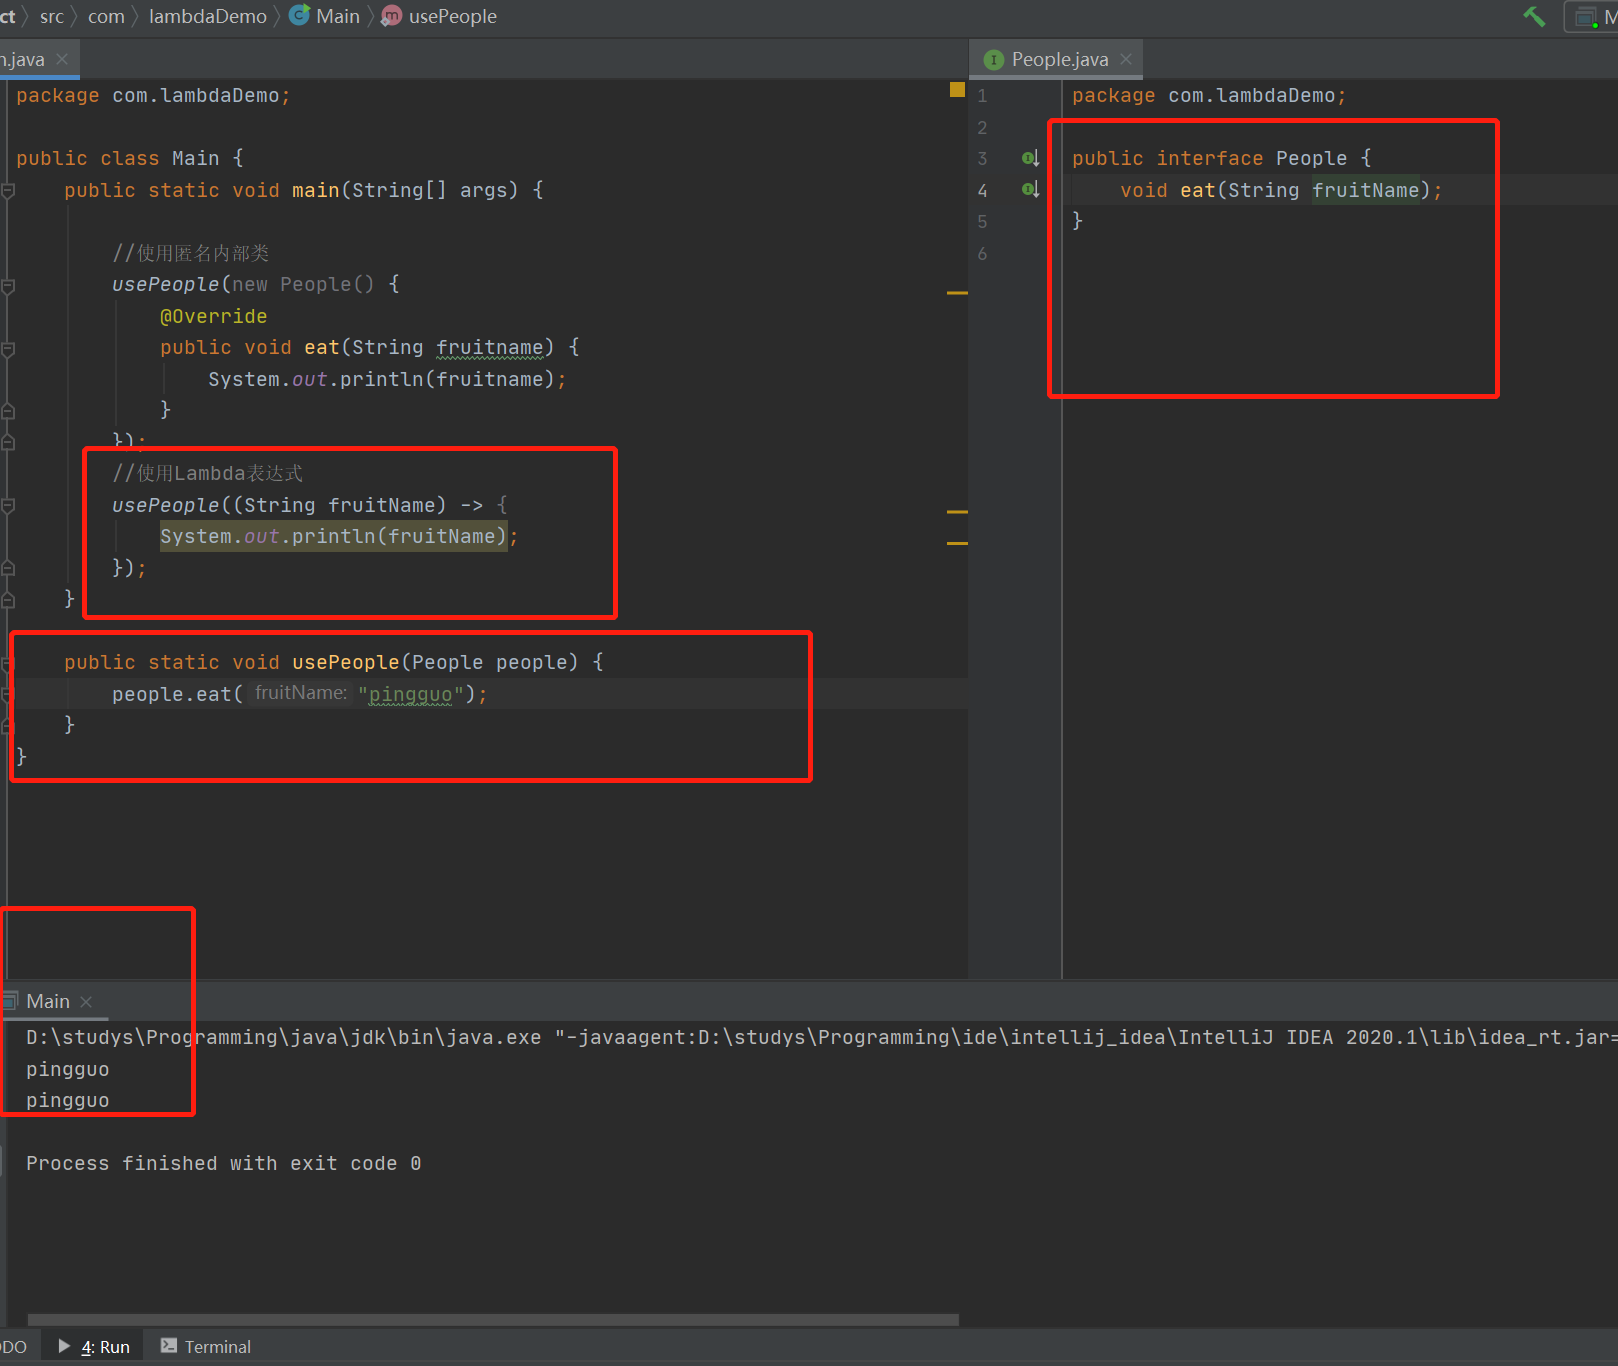 ct src com lambdaDemo Main usePeople M
n.java
People.java
package com.lambdaDemo;
public class Main {
public static void main(String[] args) {
//使用匿名内部类
usePeople(new People() {
@Override
public void eat(String fruitname) {
System.out.println(fruitname);
}
});
//使用Lambda表达式
usePeople((String fruitName) -> {
System.out.println(fruitName);
});
}
public static void usePeople(People people) {
people.eat( fruitName: "pingguo");
}
}
1 package com.lambdaDemo;
2
3 public interface People {
4 void eat(String fruitName);
5 }
6
Main
D:\studys\Programming\java\jdk\bin\java.exe "-javaagent:D:\studys\Programming\ide\intellij_idea\IntelliJ IDEA 2020.1\lib\idea_rt.jar=
pingguo
pingguo
Process finished with exit code 0
DO 4: Run Terminal